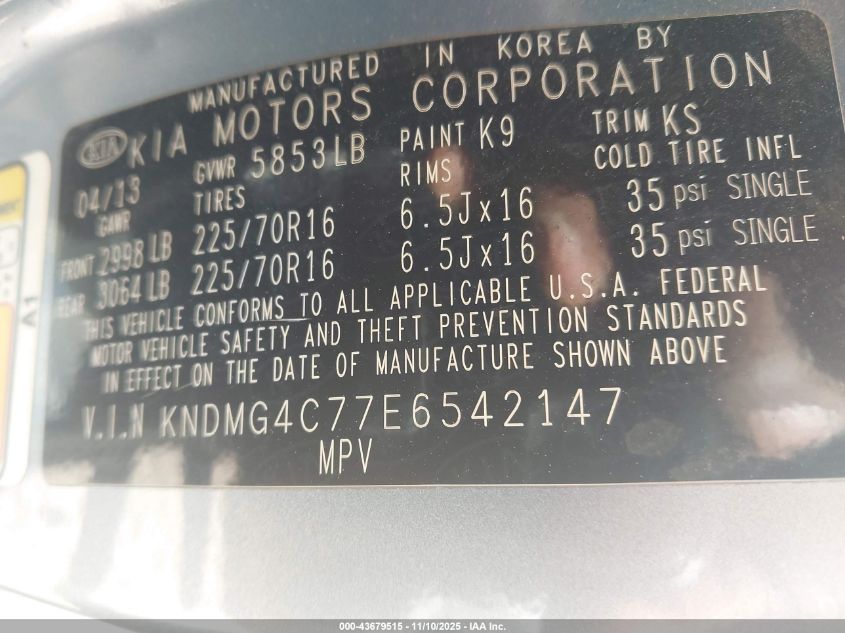 MANUFACTURED IN KOREA BY
KIA KIA MOTORS CORPORATION
04/13 GVWR 5853LB PAINT K9 TRIM KS
GAWR TIRES RIMS COLD TIRE INFL
FRONT 2998 LB 225/70R16 6.5Jx16 35 psi SINGLE
REAR 3064 LB 225/70R16 6.5Jx16 35 psi SINGLE
THIS VEHICLE CONFORMS TO ALL APPLICABLE U.S.A. FEDERAL
MOTOR VEHICLE SAFETY AND THEFT PREVENTION STANDARDS
IN EFFECT ON THE DATE OF MANUFACTURE SHOWN ABOVE
V.I.N KNDMG4C77E6542147
MPV
A1
000-43679515 - 11/10/2025 - IAA Inc.